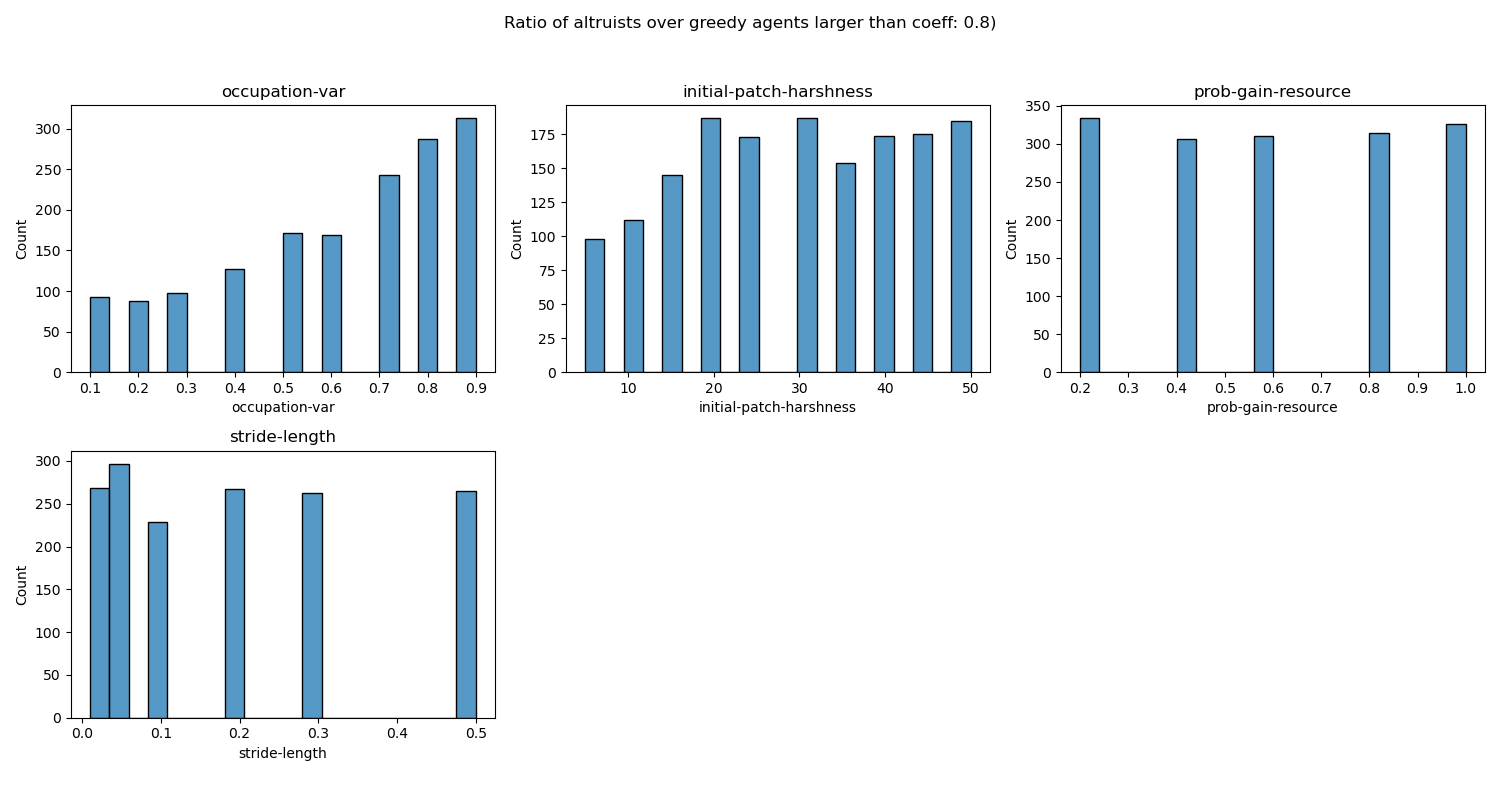 Ratio of altruists over greedy agents larger than coeff: 0.8)
occupation-var
Count
300
250
200
150
100
50
0
0.1 0.2 0.3 0.4 0.5 0.6 0.7 0.8 0.9
occupation-var
initial-patch-harshness
Count
175
150
125
100
75
50
25
0
10 20 30 40 50
initial-patch-harshness
prob-gain-resource
Count
350
300
250
200
150
100
50
0
0.2 0.3 0.4 0.5 0.6 0.7 0.8 0.9 1.0
prob-gain-resource
stride-length
Count
300
250
200
150
100
50
0
0.0 0.1 0.2 0.3 0.4 0.5
stride-length